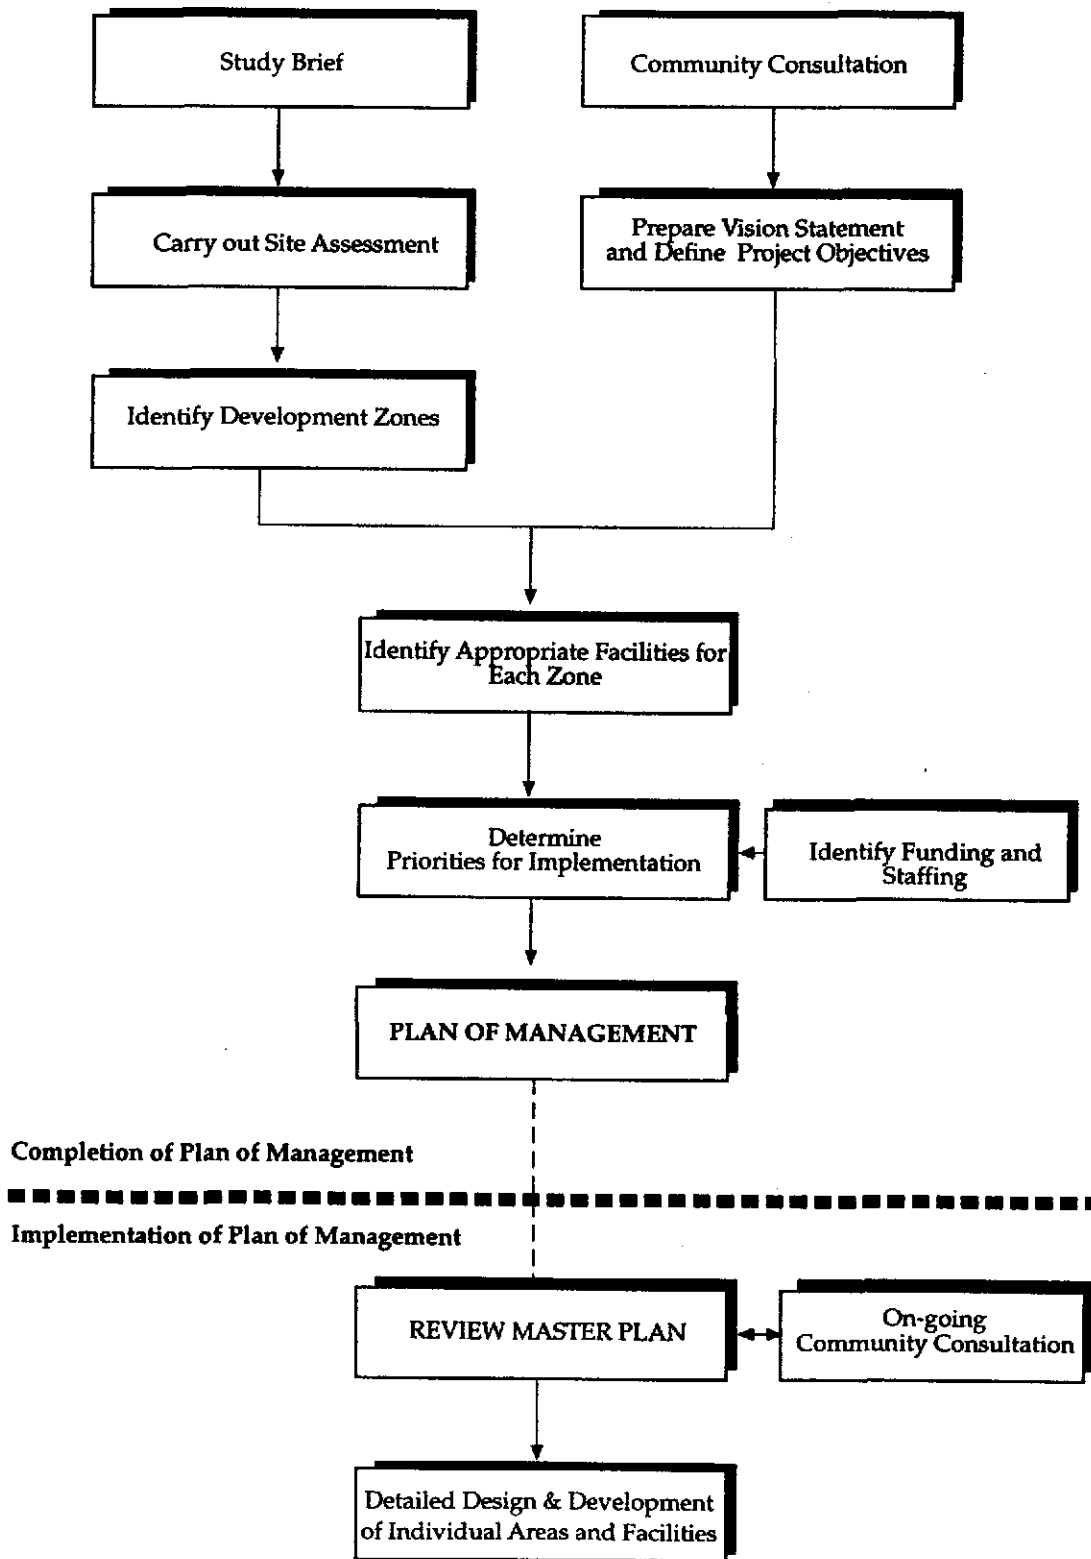 Study Brief
Community Consultation
Carry out Site Assessment
Prepare Vision Statement
and Define Project Objectives
Identify Development Zones
Identify Appropriate Facilities for
Each Zone
Determine
Priorities for Implementation
Identify Funding and
Staffing
PLAN OF MANAGEMENT
Completion of Plan of Management
Implementation of Plan of Management
REVIEW MASTER PLAN
On-going
Community Consultation
Detailed Design & Development
of Individual Areas and Facilities